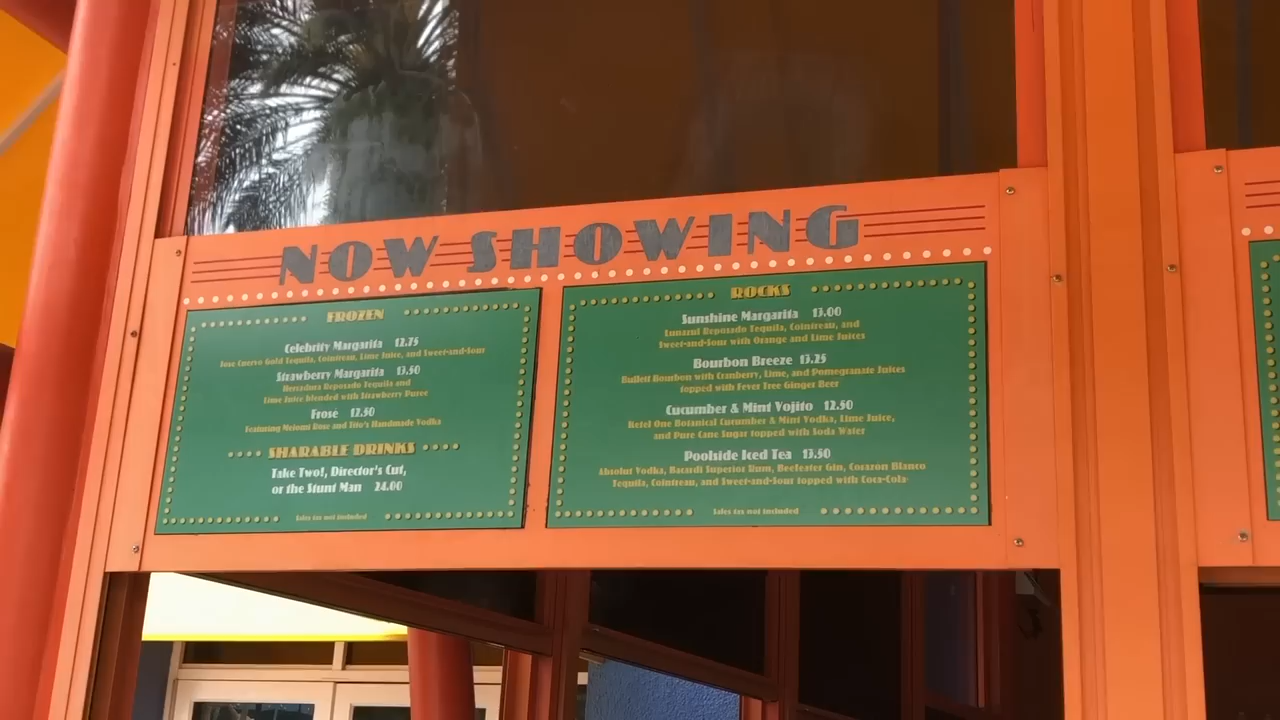 NOW SHOWING
FROZEN
Celebrity Margarita 12.75
Jose Cuervo Gold Tequila, Cointreau, Lime Juice, and Sweet-and-Sour
Strawberry Margarita 13.50
Herradura Reposado Tequila and
Lime Juice blended with Strawberry Puree
Frosé 12.50
Featuring Meiomi Rose and Tito's Handmade Vodka
SHARABLE DRINKS
Take Two!, Director's Cut,
or the Stunt Man 24.00
Sales tax not included
ROCKS
Sunshine Margarita 13.00
Lunazul Reposado Tequila, Cointreau, and
Sweet-and-Sour with Orange and Lime Juices
Bourbon Breeze 13.25
Bulleit Bourbon with Cranberry, Lime, and Pomegranate Juices
topped with Fever Tree Ginger Beer
Cucumber & Mint Vojito 12.50
Ketel One Botanical Cucumber & Mint Vodka, Lime Juice,
and Pure Cane Sugar topped with Soda Water
Poolside Iced Tea 13.50
Absolut Vodka, Bacardi Superior Rum, Beefeater Gin, Corazón Blanco
Tequila, Cointreau, and Sweet-and-Sour topped with Coca-Cola
Sales tax not included